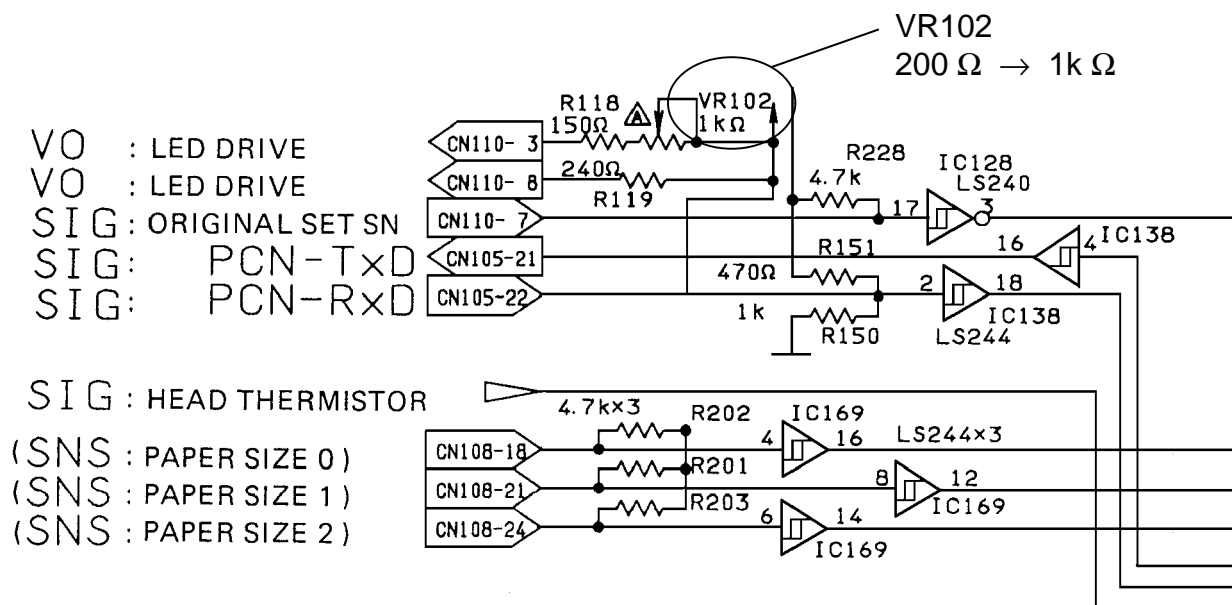 VR102
200 Ω → 1k Ω
R118
150Ω
A
VR102
1kΩ
VO : LED DRIVE
CN110- 3
VO : LED DRIVE
CN110- 8
240Ω
R119
SIG: ORIGINAL SET SN
CN110- 7
R228
4.7k
17
IC128
LS240
3
SIG: PCN-TxD
CN105-21
16
4
IC138
SIG: PCN-RxD
CN105-22
R151
470Ω
1k
R150
2
18
IC138
LS244
SIG : HEAD THERMISTOR
4.7k×3
R202
(SNS : PAPER SIZE 0)
CN108-18
4
IC169
16
LS244×3
(SNS : PAPER SIZE 1)
CN108-21
R201
8
12
IC169
(SNS : PAPER SIZE 2)
CN108-24
R203
6
14
IC169